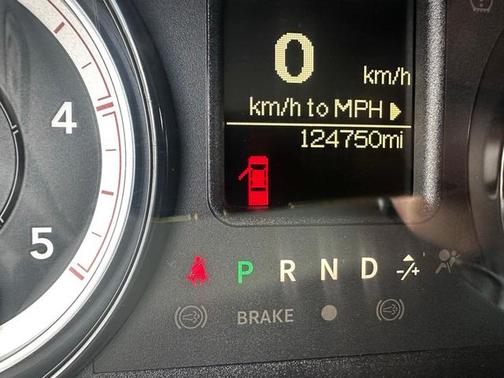 0 km/h
km/h to MPH ▶
124750mi
4
5
P R N D -/+
BRAKE